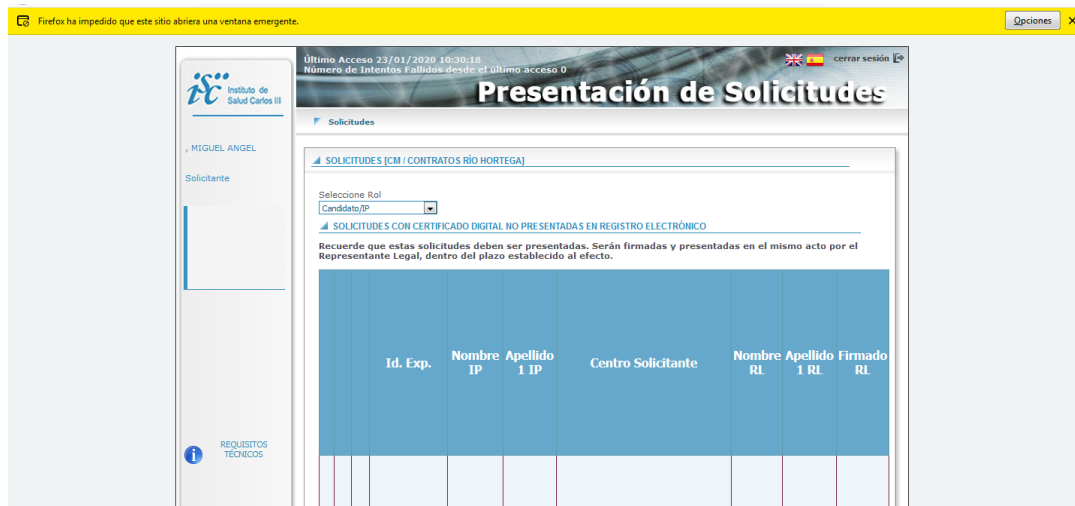 Firefox ha impedido que este sitio abriera una ventana emergente.
Opciones
Último Acceso 23/01/2020 10:30:18
Número de Intentos Fallidos desde el último acceso 0
cerrar sesión
isc
Instituto de
Salud Carlos III
Presentación de Solicitudes
Solicitudes
, MIGUEL ANGEL
Solicitante
SOLICITUDES [CM / CONTRATOS RÍO HORTEGA]
Seleccione Rol
Candidato/IP
SOLICITUDES CON CERTIFICADO DIGITAL NO PRESENTADAS EN REGISTRO ELECTRÓNICO
Recuerde que estas solicitudes deben ser presentadas. Serán firmadas y presentadas en el mismo acto por el
Representante Legal, dentro del plazo establecido al efecto.
Id. Exp.
Nombre IP
Apellido 1 IP
Centro Solicitante
Nombre RL
Apellido 1 RL
Firmado RL
REQUISITOS
TÉCNICOS